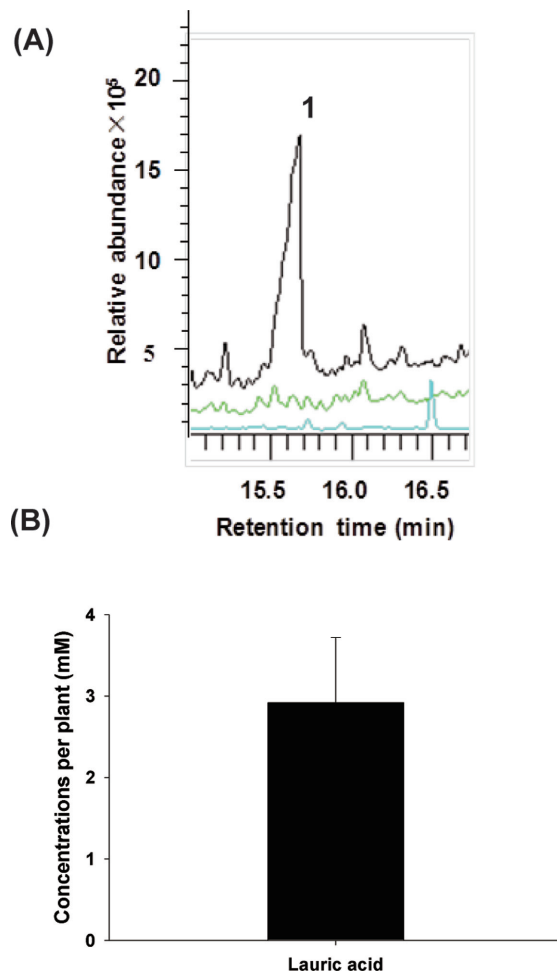 (A)
1
Relative abundance×10⁵
20
15
10
5
15.5 16.0 16.5
Retention time (min)
(B)
Concentrations per plant (mM)
4
3
2
1
0
Lauric acid